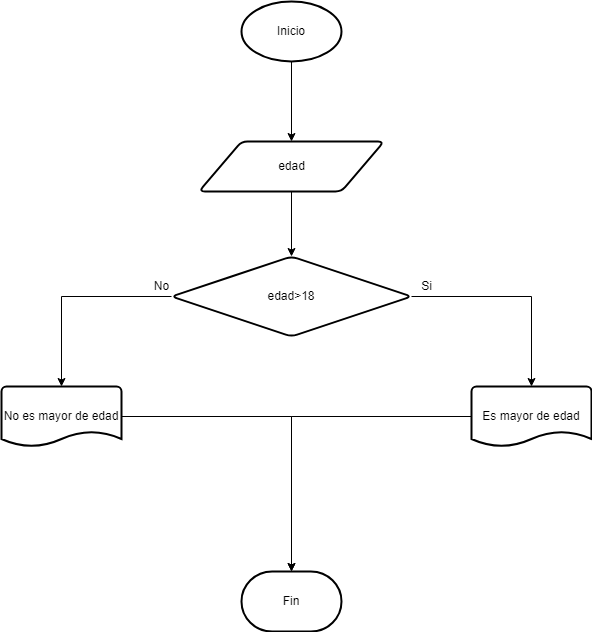 Inicio
edad
edad>18
No
Si
No es mayor de edad
Es mayor de edad
Fin